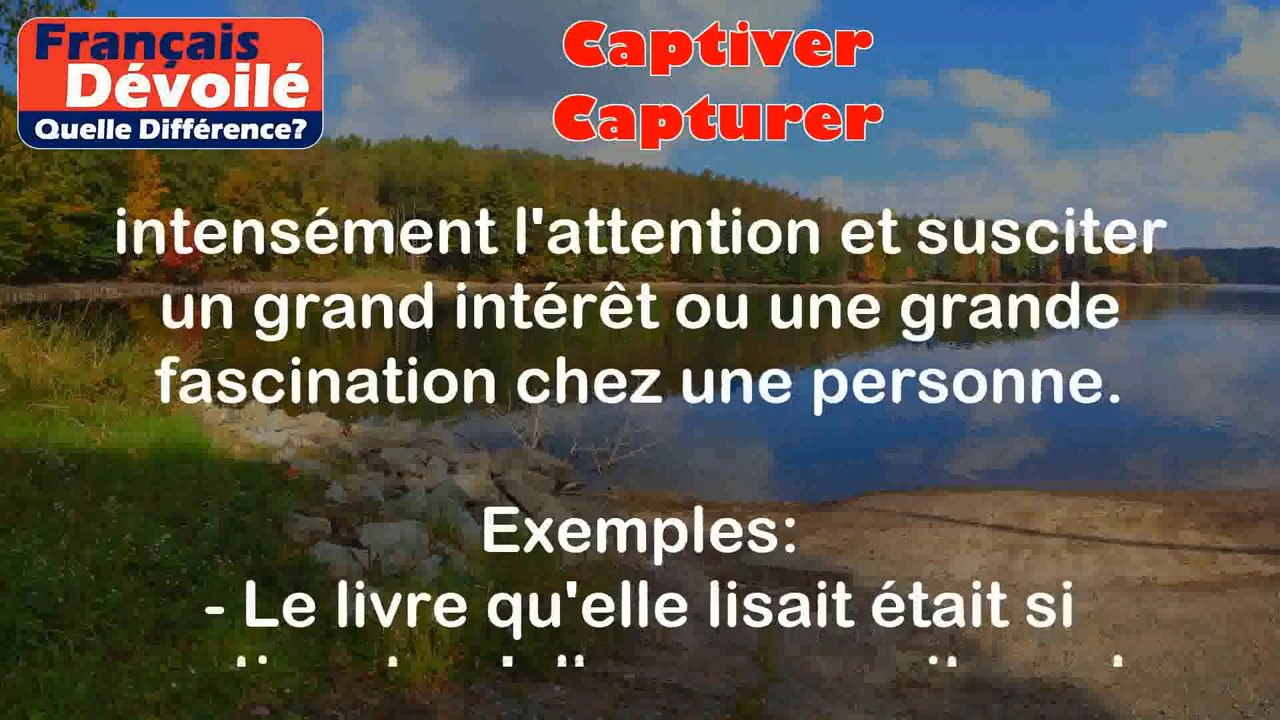 Français
Dévoilé
Quelle Différence?
Captiver
Capturer
intensément l'attention et susciter
un grand intérêt ou une grande
fascination chez une personne.
Exemples:
- Le livre qu'elle lisait était si